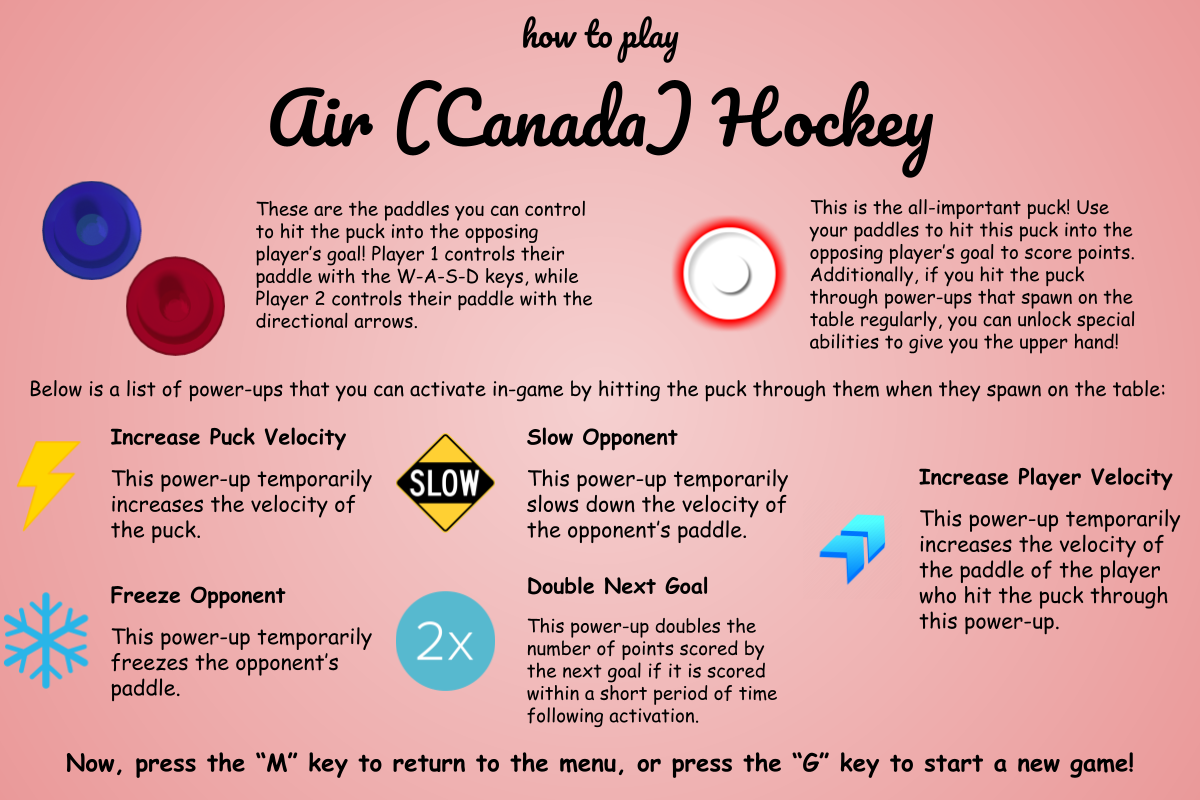 how to play
Air (Canada) Hockey
These are the paddles you can control
to hit the puck into the opposing
player's goal! Player 1 controls their
paddle with the W-A-S-D keys, while
Player 2 controls their paddle with the
directional arrows.
This is the all-important puck! Use
your paddles to hit this puck into the
opposing player's goal to score points.
Additionally, if you hit the puck
through power-ups that spawn on the
table regularly, you can unlock special
abilities to give you the upper hand!
Below is a list of power-ups that you can activate in-game by hitting the puck through them when they spawn on the table:
Increase Puck Velocity
This power-up temporarily
increases the velocity of
the puck.
SLOW
Slow Opponent
This power-up temporarily
slows down the velocity of
the opponent's paddle.
Increase Player Velocity
This power-up temporarily
increases the velocity of
the paddle of the player
who hit the puck through
this power-up.
Freeze Opponent
This power-up temporarily
freezes the opponent's
paddle.
2x
Double Next Goal
This power-up doubles the
number of points scored by
the next goal if it is scored
within a short period of time
following activation.
Now, press the “M” key to return to the menu, or press the “G” key to start a new game!